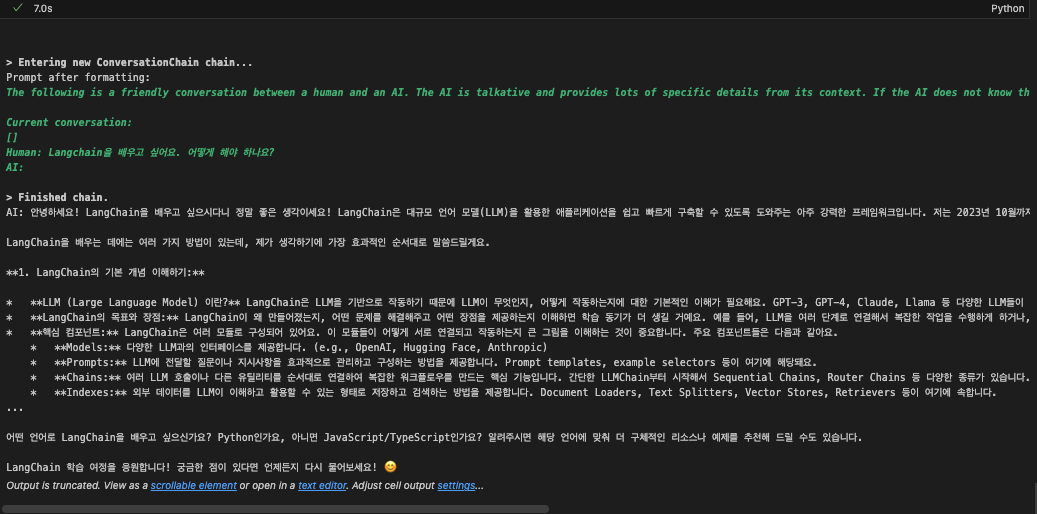 ✓ 7.0s Python
> Entering new ConversationChain chain...
Prompt after formatting:
The following is a friendly conversation between a human and an AI. The AI is talkative and provides lots of specific details from its context. If the AI does not know th
Current conversation:
[]
Human: Langchain을 배우고 싶어요. 어떻게 해야 하나요?
AI:
> Finished chain.
AI: 안녕하세요! LangChain을 배우고 싶으시다니 정말 좋은 생각이세요! LangChain은 대규모 언어 모델(LLM)을 활용한 애플리케이션을 쉽고 빠르게 구축할 수 있도록 도와주는 아주 강력한 프레임워크입니다. 저는 2023년 10월까지
LangChain을 배우는 데에는 여러 가지 방법이 있는데, 제가 생각하기에 가장 효과적인 순서대로 말씀드릴게요.
**1. LangChain의 기본 개념 이해하기:**
* **LLM (Large Language Model) 이란?** LangChain은 LLM을 기반으로 작동하기 때문에 LLM이 무엇인지, 어떻게 작동하는지에 대한 기본적인 이해가 필요해요. GPT-3, GPT-4, Claude, Llama 등 다양한 LLM들이
* **LangChain의 목표와 장점:** LangChain이 왜 만들어졌는지, 어떤 문제를 해결해주고 어떤 장점을 제공하는지 이해하면 학습 동기가 더 생길 거예요. 예를 들어, LLM을 여러 단계로 연결해서 복잡한 작업을 수행하게 하거나,
* **핵심 컴포넌트:** LangChain은 여러 모듈로 구성되어 있어요. 이 모듈들이 어떻게 서로 연결되고 작동하는지 큰 그림을 이해하는 것이 중요합니다. 주요 컴포넌트들은 다음과 같아요.
* **Models:** 다양한 LLM과의 인터페이스를 제공합니다. (e.g., OpenAI, Hugging Face, Anthropic)
* **Prompts:** LLM에 전달할 질문이나 지시사항을 효과적으로 관리하고 구성하는 방법을 제공합니다. Prompt templates, example selectors 등이 여기에 해당돼요.
* **Chains:** 여러 LLM 호출이나 다른 유틸리티를 순서대로 연결하여 복잡한 워크플로우를 만드는 핵심 기능입니다. 간단한 LLMChain부터 시작해서 Sequential Chains, Router Chains 등 다양한 종류가 있습니다.
* **Indexes:** 외부 데이터를 LLM이 이해하고 활용할 수 있는 형태로 저장하고 검색하는 방법을 제공합니다. Document Loaders, Text Splitters, Vector Stores, Retrievers 등이 여기에 속합니다.
...
어떤 언어로 LangChain을 배우고 싶으신가요? Python인가요, 아니면 JavaScript/TypeScript인가요? 알려주시면 해당 언어에 맞춰 더 구체적인 리소스나 예제를 추천해 드릴 수도 있습니다.
LangChain 학습 여정을 응원합니다! 궁금한 점이 있다면 언제든지 다시 물어보세요! 😊
Output is truncated. View as a scrollable element or open in a text editor. Adjust cell output settings...